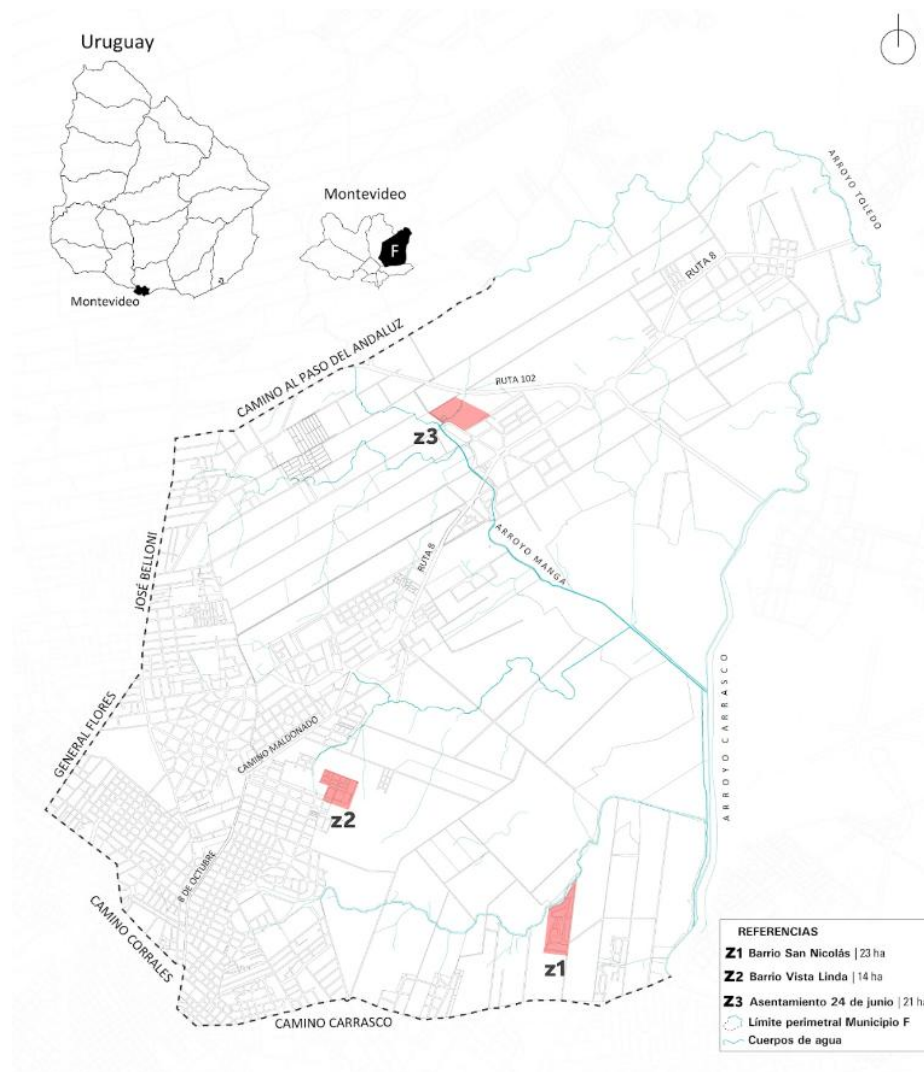 Uruguay
Montevideo
Montevideo
F
ARROYO TOLEDO
RUTA 8
CAMINO AL PASO DEL ANDALUZ
RUTA 102
z3
ARROYO MANGA
RUTA 8
JOSÉ BELLONI
GENERAL FLORES
CAMINO MALDONADO
ARROYO CARRASCO
z2
8 DE OCTUBRE
CAMINO CORRALES
z1
CAMINO CARRASCO
REFERENCIAS
Z1 Barrio San Nicolás | 23 ha
Z2 Barrio Vista Linda | 14 ha
Z3 Asentamiento 24 de junio | 21 ha
Límite perimetral Municipio F
Cuerpos de agua